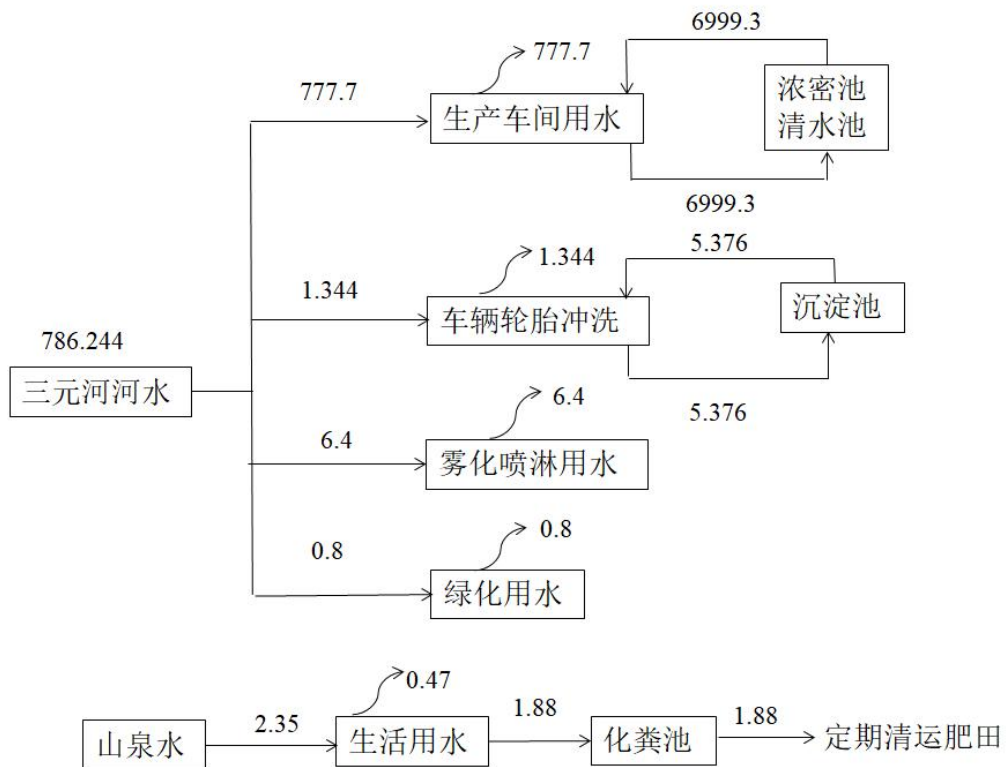 6999.3
777.7
777.7
生产车间用水
浓密池
清水池
6999.3
5.376
1.344
1.344
车辆轮胎冲洗
沉淀池
786.244
三元河河水
5.376
6.4
6.4
雾化喷淋用水
0.8
0.8
绿化用水
0.47
2.35
1.88
1.88
山泉水
生活用水
化粪池
定期清运肥田